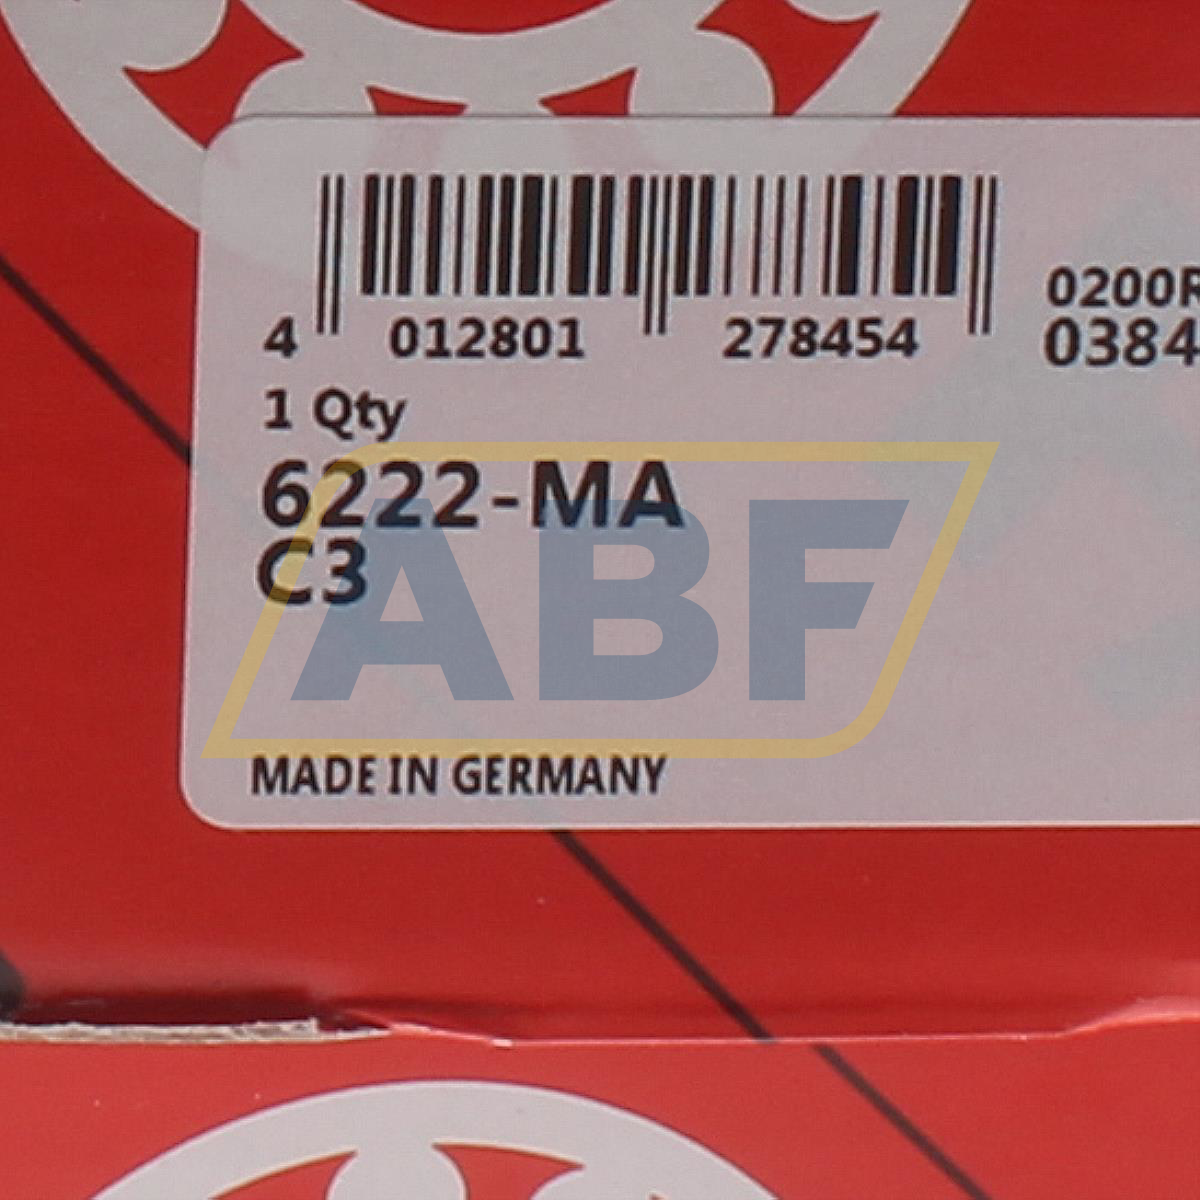 4 012801 278454
0200R
0384
1 Qty
6222-MA
C3
ABF
MADE IN GERMANY